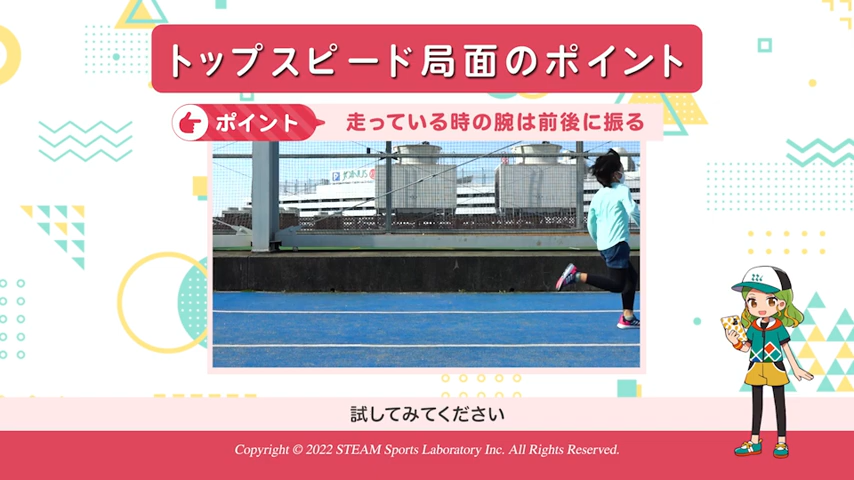 トップスピード局面のポイント
ポイント
走っている時の腕は前後に振る
試してみてください
Copyright © 2022 STEAM Sports Laboratory Inc. All Rights Reserved.